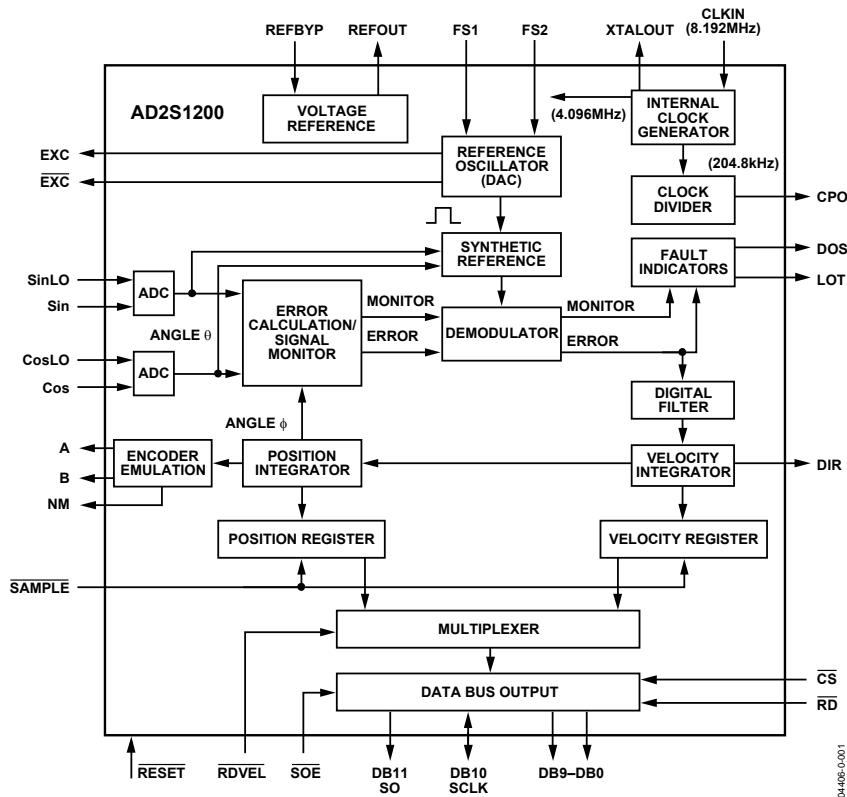 REFBYP REFOUT FS1 FS2 XTALOUT CLKIN
(8.192MHz)
AD2S1200
VOLTAGE
REFERENCE
(4.096MHz)
INTERNAL
CLOCK
GENERATOR
EXC
EXC
REFERENCE
OSCILLATOR
(DAC)
(204.8kHz)
CLOCK
DIVIDER
CPO
SYNTHETIC
REFERENCE
FAULT
INDICATORS
DOS
LOT
SinLO
Sin
ADC
ANGLE θ
ERROR
CALCULATION/
SIGNAL
MONITOR
MONITOR
ERROR
DEMODULATOR
MONITOR
ERROR
CosLO
Cos
ADC
DIGITAL
FILTER
ANGLE ϕ
A
B
NM
ENCODER
EMULATION
POSITION
INTEGRATOR
VELOCITY
INTEGRATOR
DIR
POSITION REGISTER
VELOCITY REGISTER
SAMPLE
MULTIPLEXER
DATA BUS OUTPUT
CS
RD
RESET
RDVEL
SOE
DB11
SO
DB10
SCLK
DB9–DB0
04406-0-001